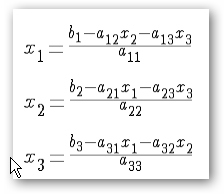 x₁ = (b₁−a₁₂x₂−a₁₃x₃)/a₁₁
x₂ = (b₂−a₂₁x₁−a₂₃x₃)/a₂₂
x₃ = (b₃−a₃₁x₁−a₃₂x₂)/a₃₃